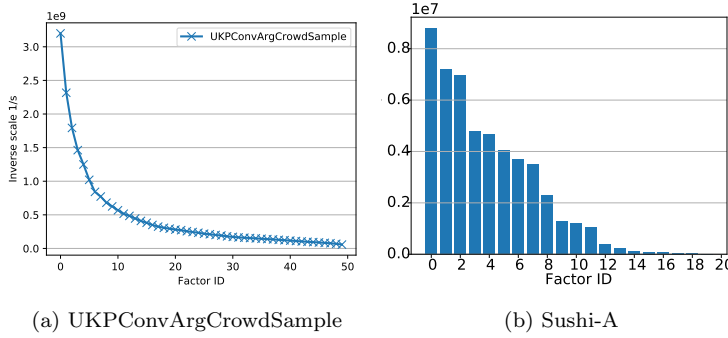 1e9
UKPConvArgCrowdSample
3.0
2.5
2.0
1.5
1.0
0.5
0.0
Inverse scale 1/s
0 10 20 30 40 50
Factor ID
(a) UKPConvArgCrowdSample
1e7
0.8
0.6
0.4
0.2
0.0
0 2 4 6 8 10 12 14 16 18 20
Factor ID
(b) Sushi-A